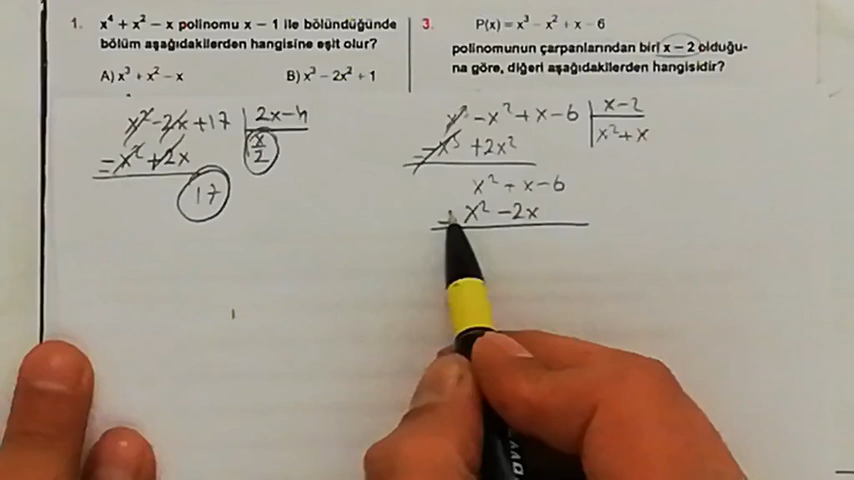 1. x⁴ + x² − x polinomu x − 1 ile bölündüğünde
bölüm aşağıdakilerden hangisine eşit olur?
A) x³ + x² − x
B) x³ − 2x² + 1
x² − 2x + 17 | 2x − 4
− x² + 2x
x/2
17
3. P(x) = x³ − x² + x − 6
polinomunun çarpanlarından biri x − 2 olduğu-
na göre, diğeri aşağıdakilerden hangisidir?
x³ − x² + x − 6 | x − 2
x² + x
− x³ + 2x²
x² + x − 6
− x² − 2x